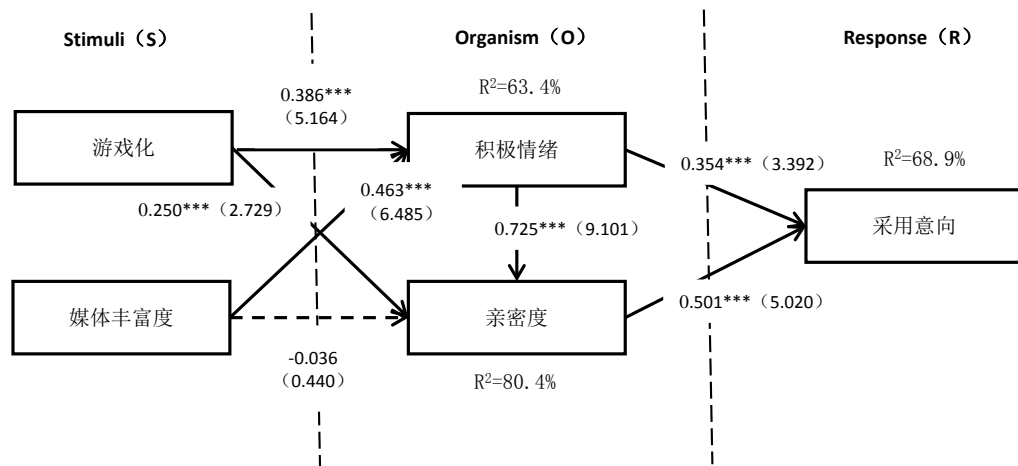 Stimuli（S）
Organism（O）
Response（R）
0.386***
（5.164）
R²=63.4%
游戏化
积极情绪
0.354***（3.392）
R²=68.9%
0.250***（2.729）
0.463***
（6.485）
0.725***（9.101）
采用意向
媒体丰富度
亲密度
0.501***（5.020）
-0.036
（0.440）
R²=80.4%